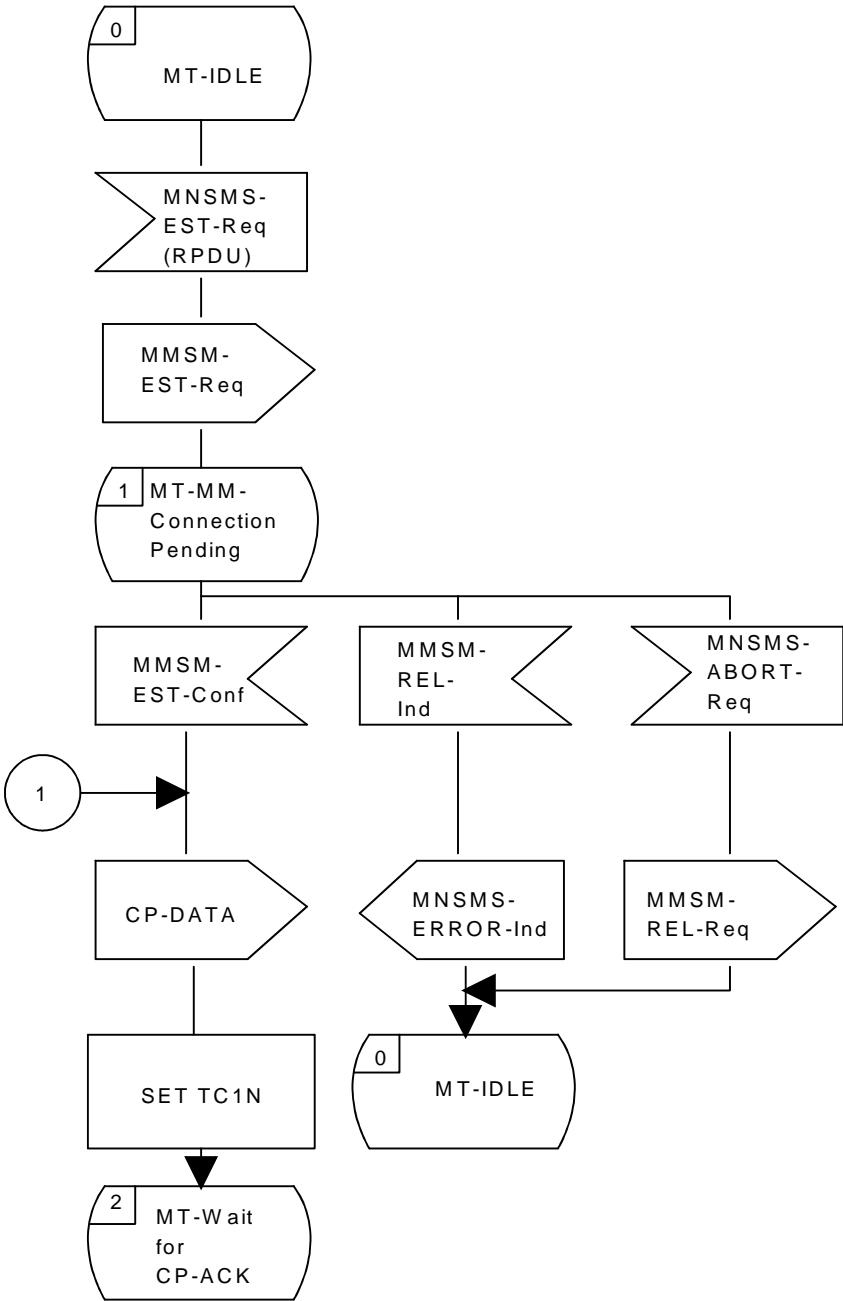 0
MT-IDLE
MNSMS-
EST-Req
(RPDU)
MMSM-
EST-Req
1
MT-MM-
Connection
Pending
MMSM-
EST-Conf
MMSM-
REL-
Ind
MNSMS-
ABORT-
Req
1
CP-DATA
MNSMS-
ERROR-Ind
MMSM-
REL-Req
SET TC1N
0
MT-IDLE
2
MT-Wait
for
CP-ACK